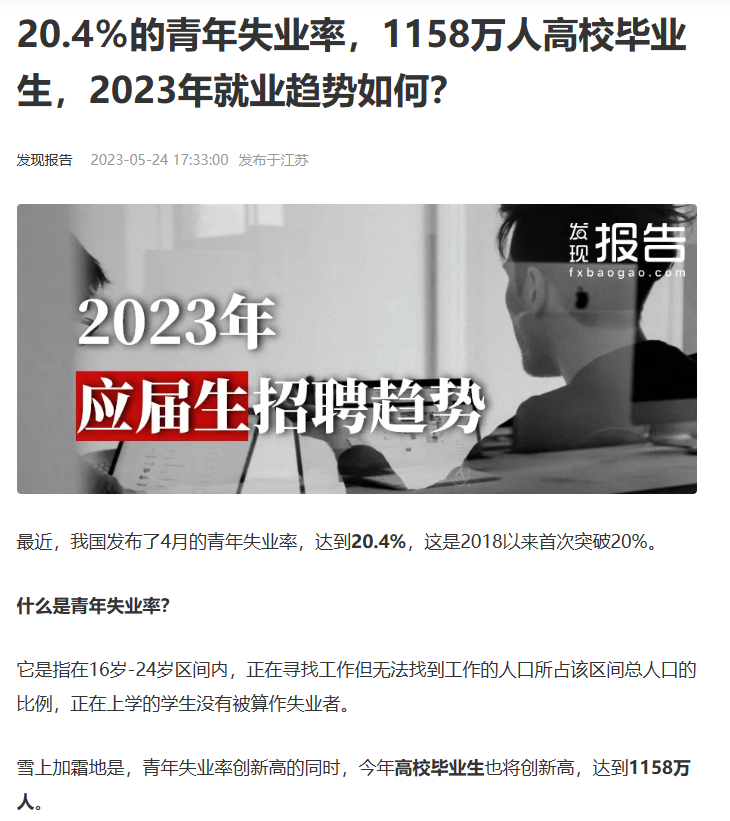 20.4%的青年失业率，1158万人高校毕业
生，2023年就业趋势如何？
发现报告 2023-05-24 17:33:00 发布于江苏
发现报告
fxbaogao.com
2023年
应届生招聘趋势
最近，我国发布了4月的青年失业率，达到20.4%，这是2018以来首次突破20%。
什么是青年失业率？
它是指在16岁-24岁区间内，正在寻找工作但无法找到工作的人口所占该区间总人口的
比例，正在上学的学生没有被算作失业者。
雪上加霜地是，青年失业率创新高的同时，今年高校毕业生也将创新高，达到1158万
人。